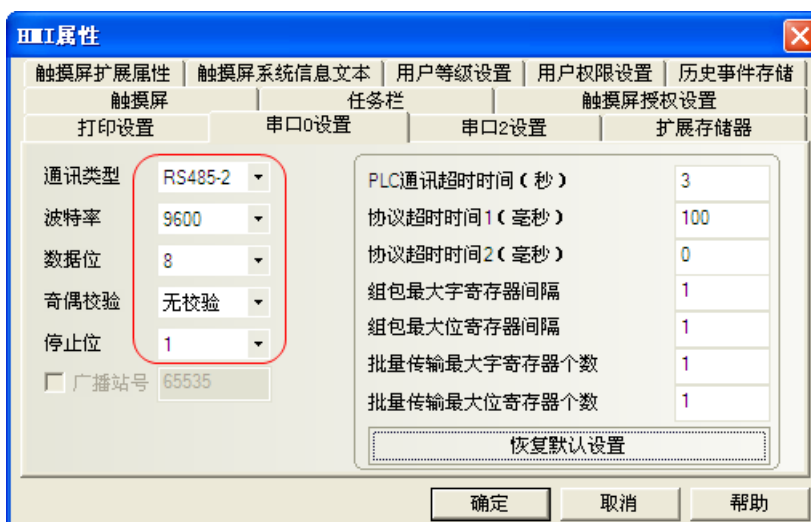 HMI属性
触摸屏扩展属性 触摸屏系统信息文本 用户等级设置 用户权限设置 历史事件存储
触摸屏 任务栏 触摸屏授权设置
打印设置 串口0设置 串口2设置 扩展存储器
通讯类型 RS485-2
波特率 9600
数据位 8
奇偶校验 无校验
停止位 1
广播站号 65535
PLC通讯超时时间（秒） 3
协议超时时间1（毫秒） 100
协议超时时间2（毫秒） 0
组包最大字寄存器间隔 1
组包最大位寄存器间隔 1
批量传输最大字寄存器个数 1
批量传输最大位寄存器个数 1
恢复默认设置
确定 取消 帮助